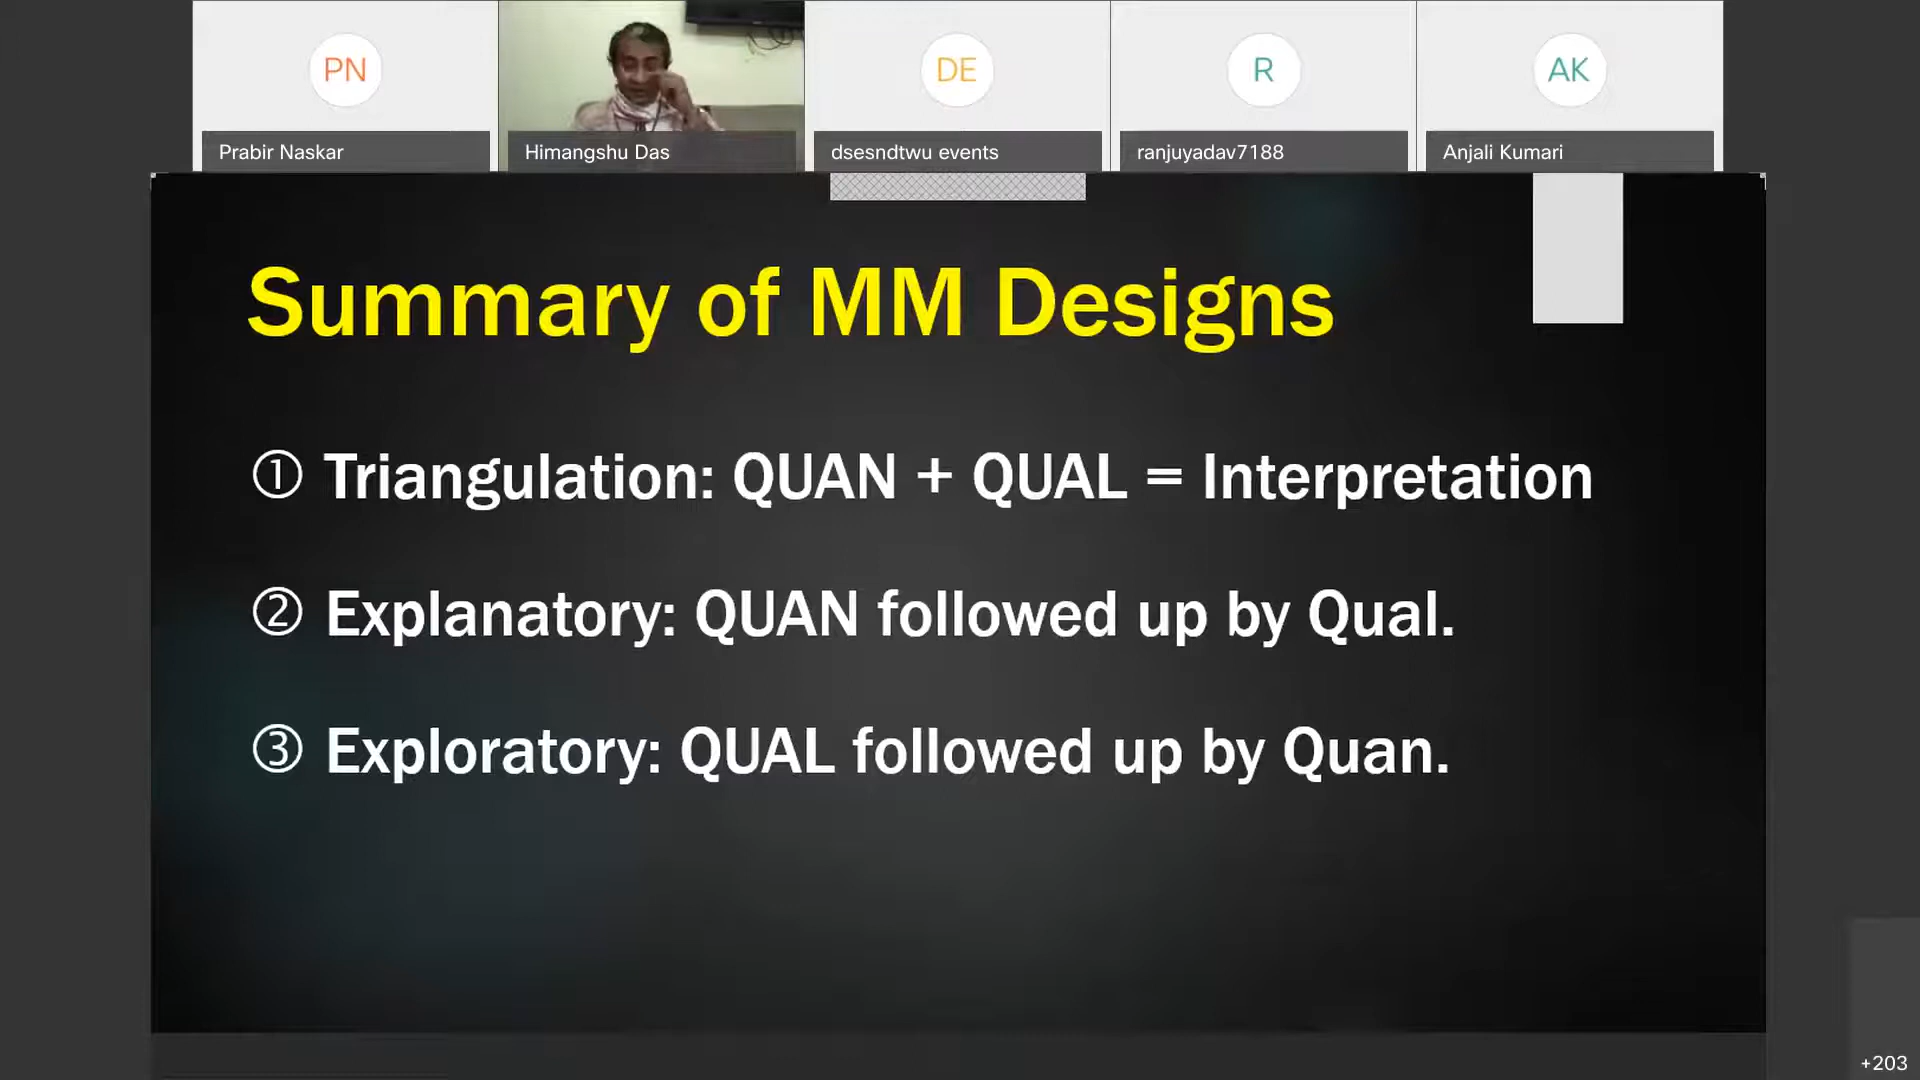 PN
DE
R
AK
Prabir Naskar
Himangshu Das
dsesndtwu events
ranjuyadav7188
Anjali Kumari
Summary of MM Designs
① Triangulation: QUAN + QUAL = Interpretation
② Explanatory: QUAN followed up by Qual.
③ Exploratory: QUAL followed up by Quan.
+203